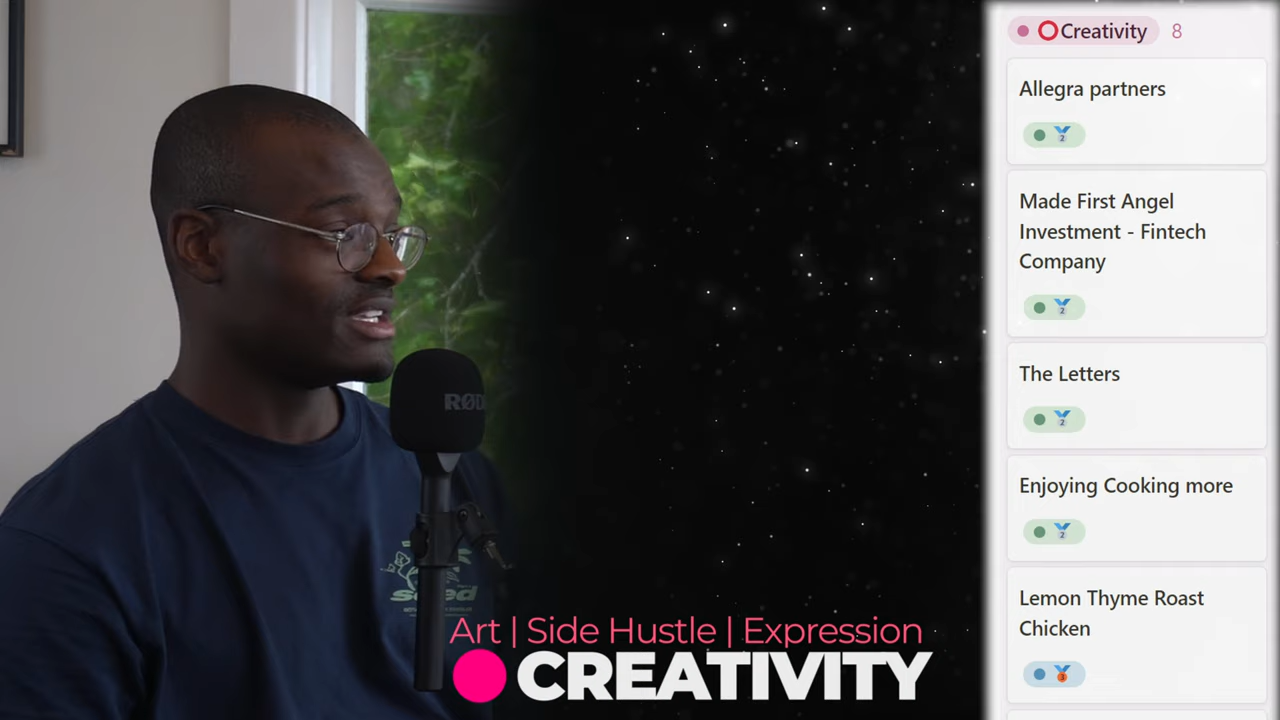 Creativity 8
Allegra partners
Made First Angel
Investment - Fintech
Company
The Letters
Enjoying Cooking more
Lemon Thyme Roast
Chicken
RØDE
Art | Side Hustle | Expression
CREATIVITY